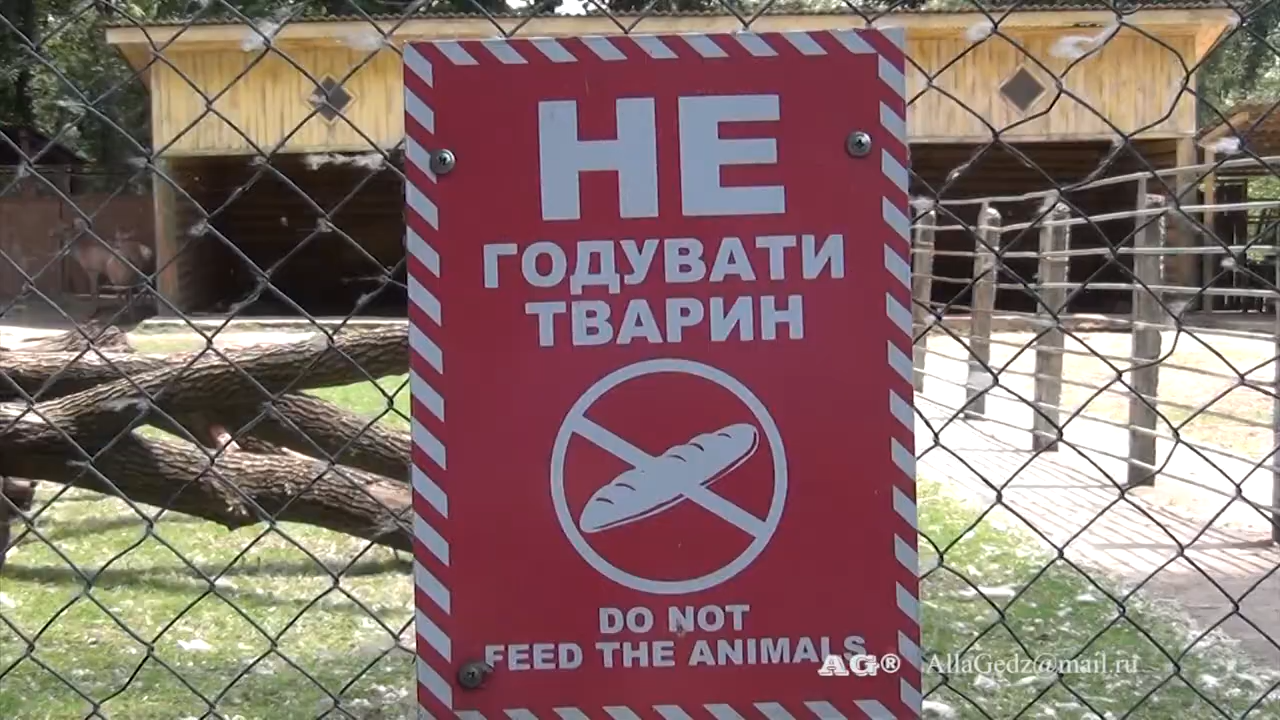 НЕ
ГОДУВАТИ
ТВАРИН
DO NOT
FEED THE ANIMALS
AG® AllaGedz@mail.ru